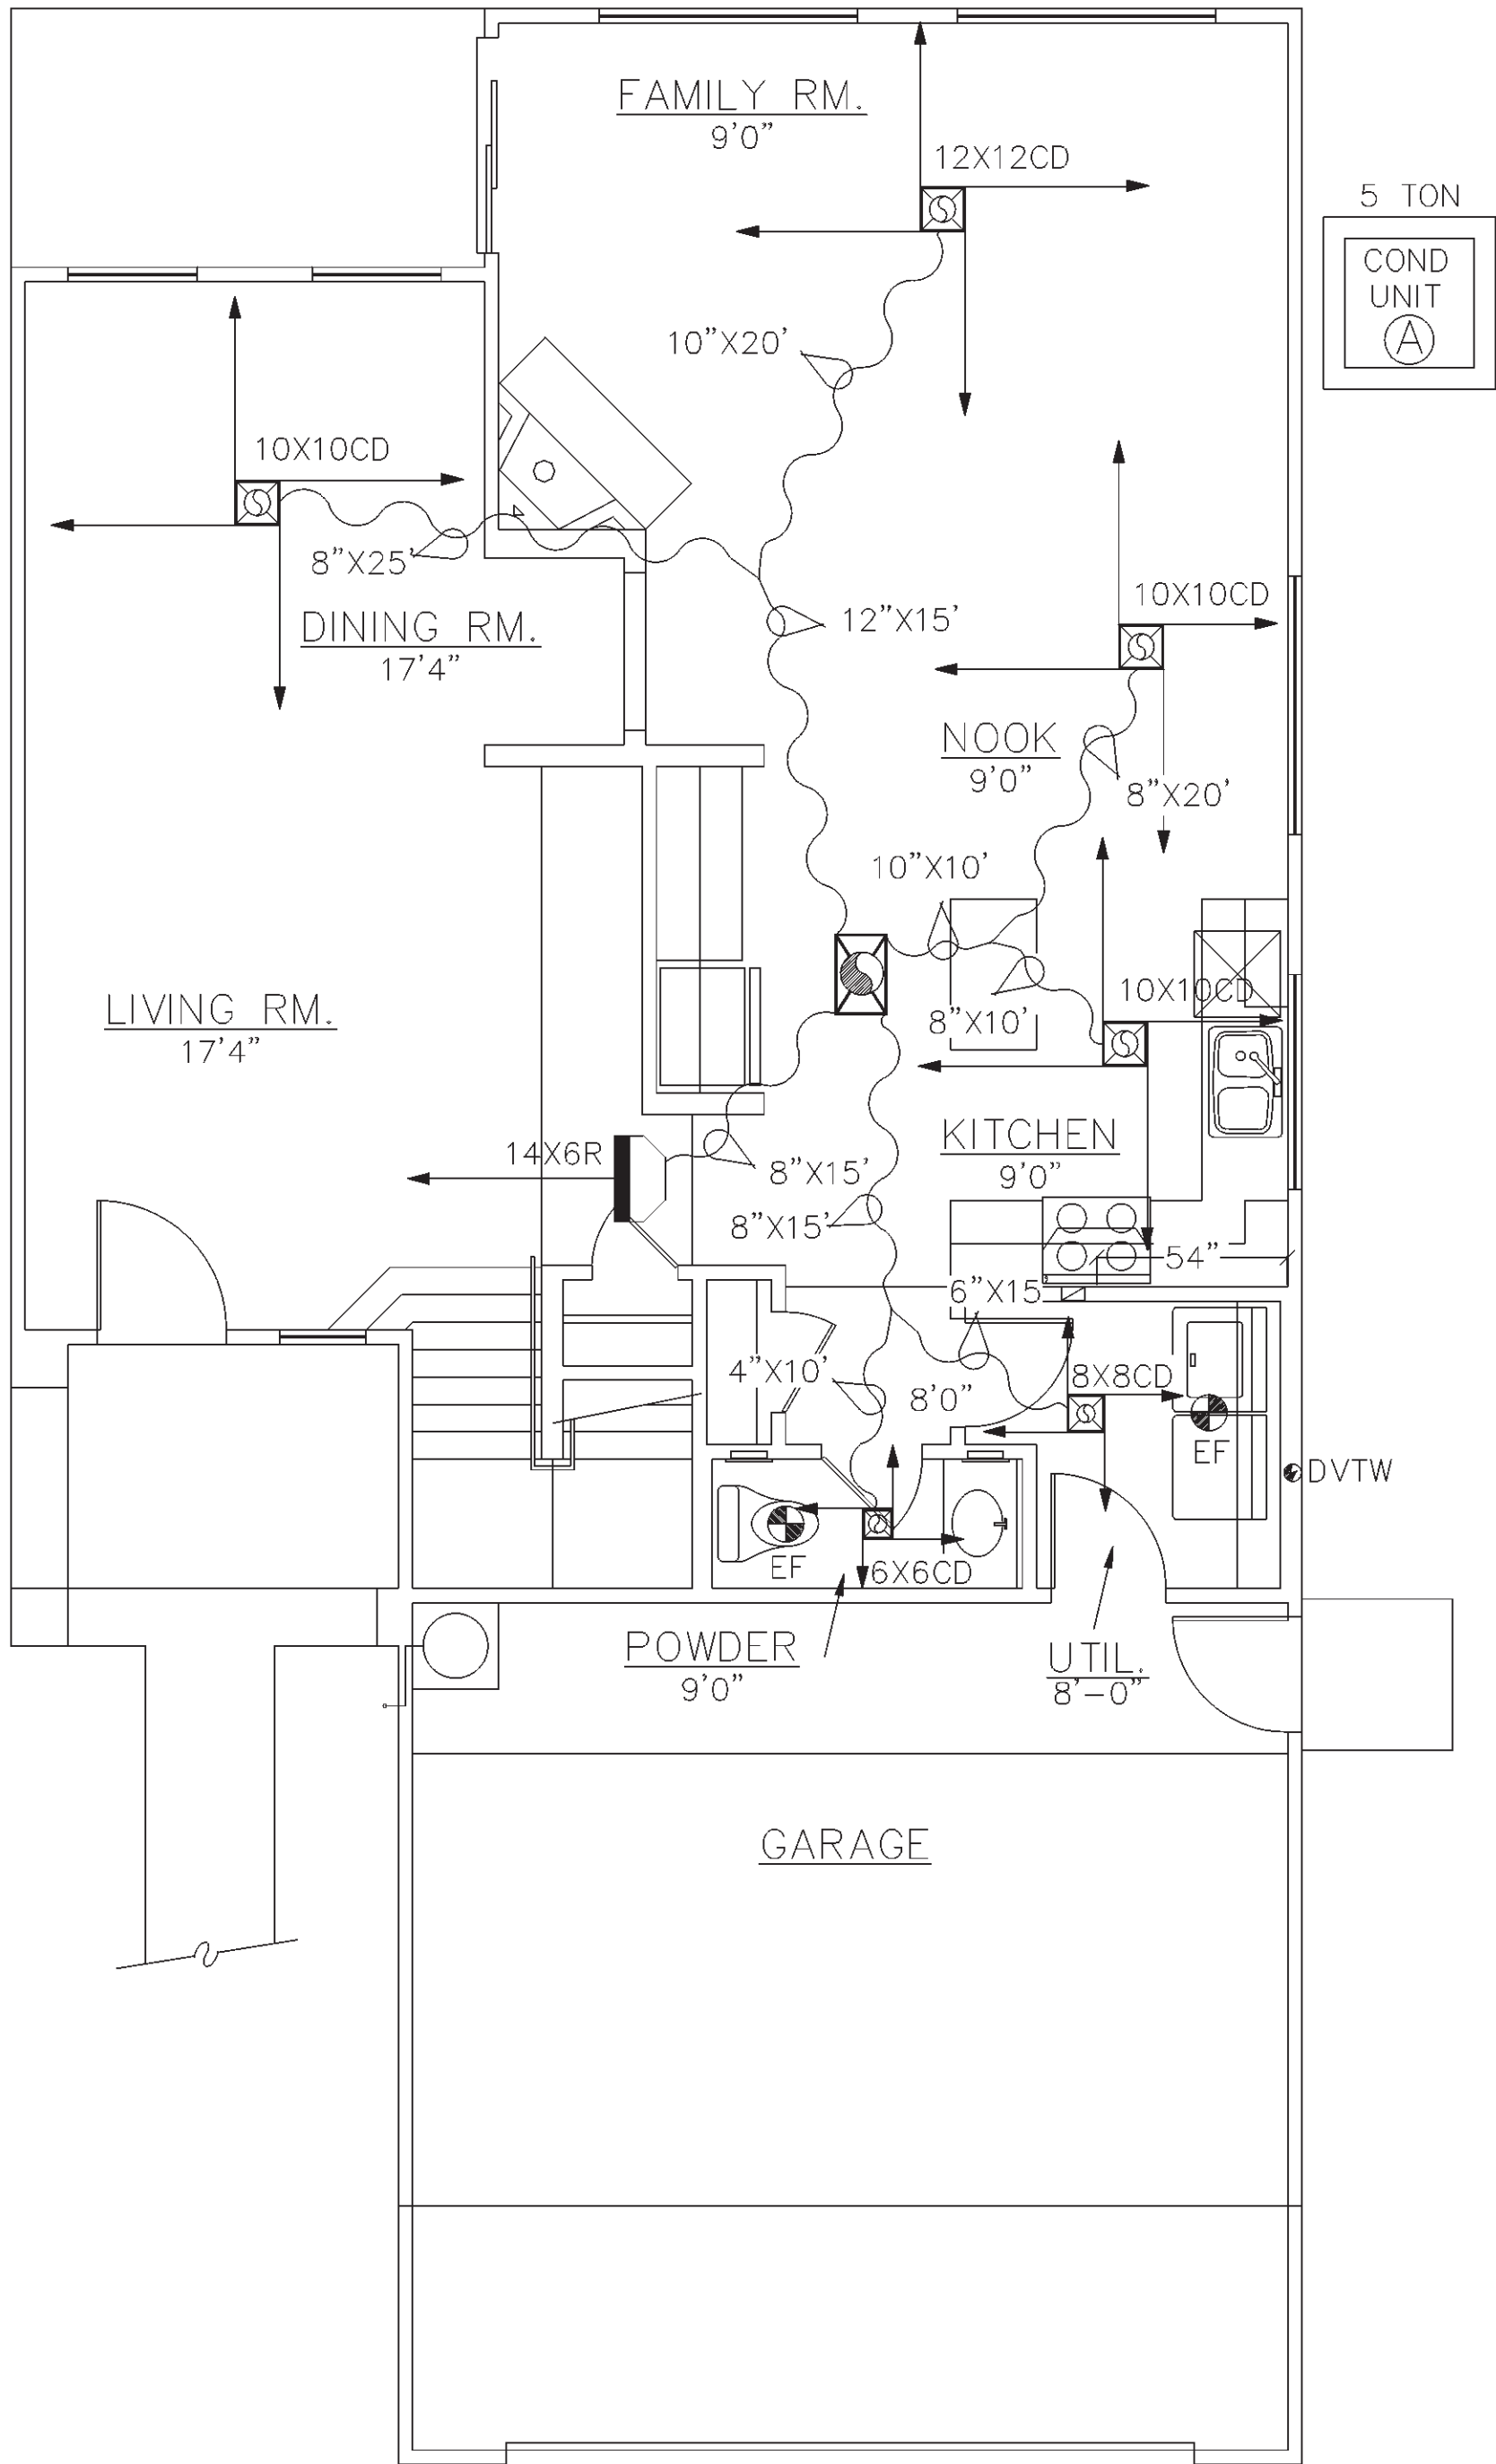 FAMILY RM.
9'0"
12X12CD
5 TON
COND
UNIT
A
10"X20'
10X10CD
8"X25'
DINING RM.
17'4"
12"X15'
10X10CD
NOOK
9'0"
8"X20'
10"X10'
10X10CD
8"X10'
LIVING RM.
17'4"
KITCHEN
9'0"
14X6R
8"X15'
8"X15'
54"
6"X15
4"X10'
8'0"
8X8CD
EF
DVTW
EF
6X6CD
POWDER
9'0"
UTIL.
8'-0"
GARAGE